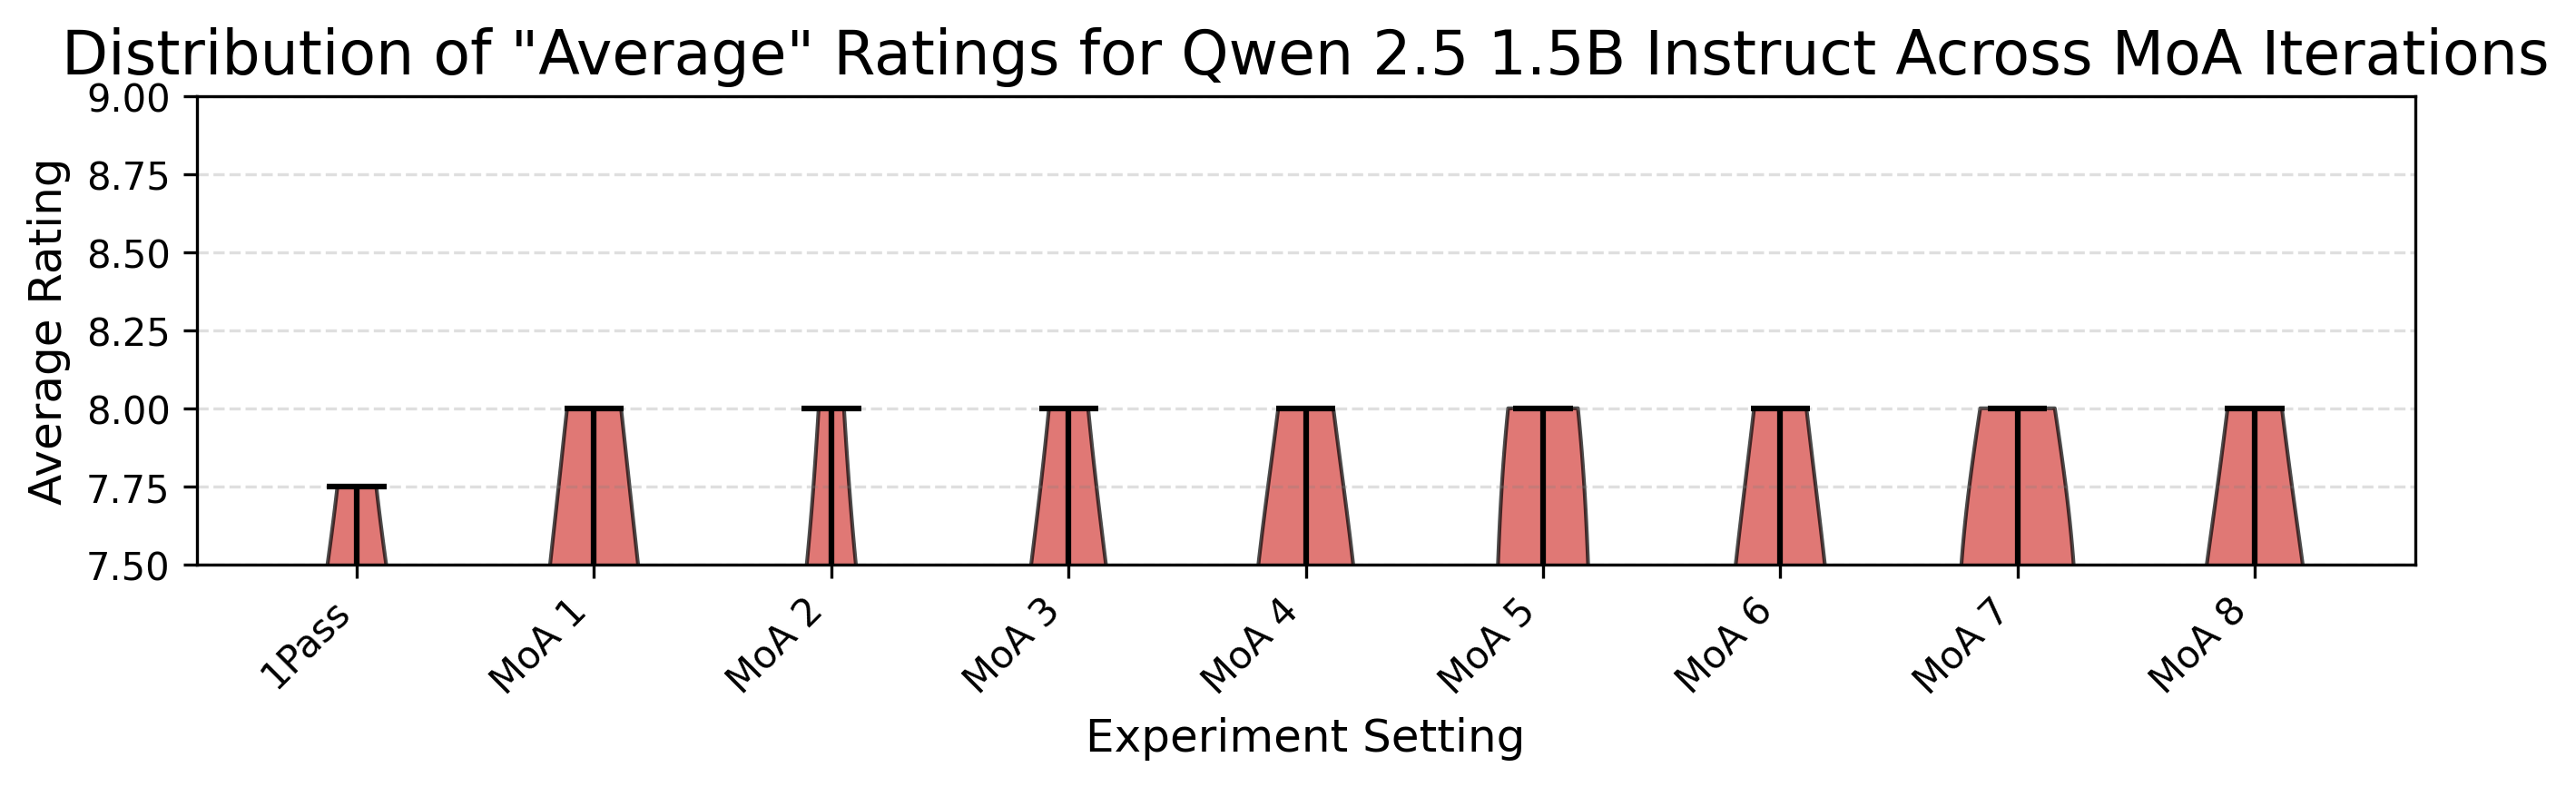 Distribution of "Average" Ratings for Qwen 2.5 1.5B Instruct Across MoA Iterations
Average Rating
9.00
8.75
8.50
8.25
8.00
7.75
7.50
1Pass
MoA 1
MoA 2
MoA 3
MoA 4
MoA 5
MoA 6
MoA 7
MoA 8
Experiment Setting